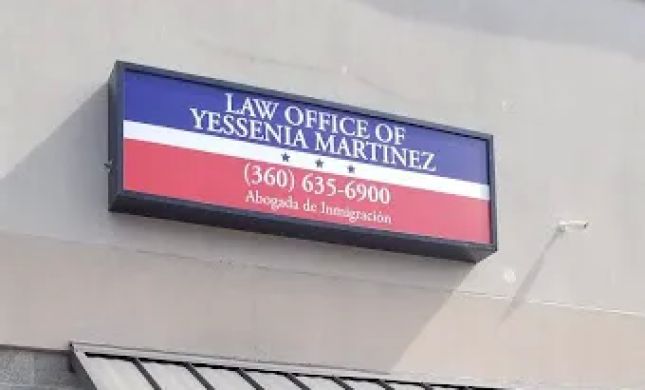 LAW OFFICE OF
YESSENIA MARTINEZ
(360) 635-6900
Abogada de Inmigración